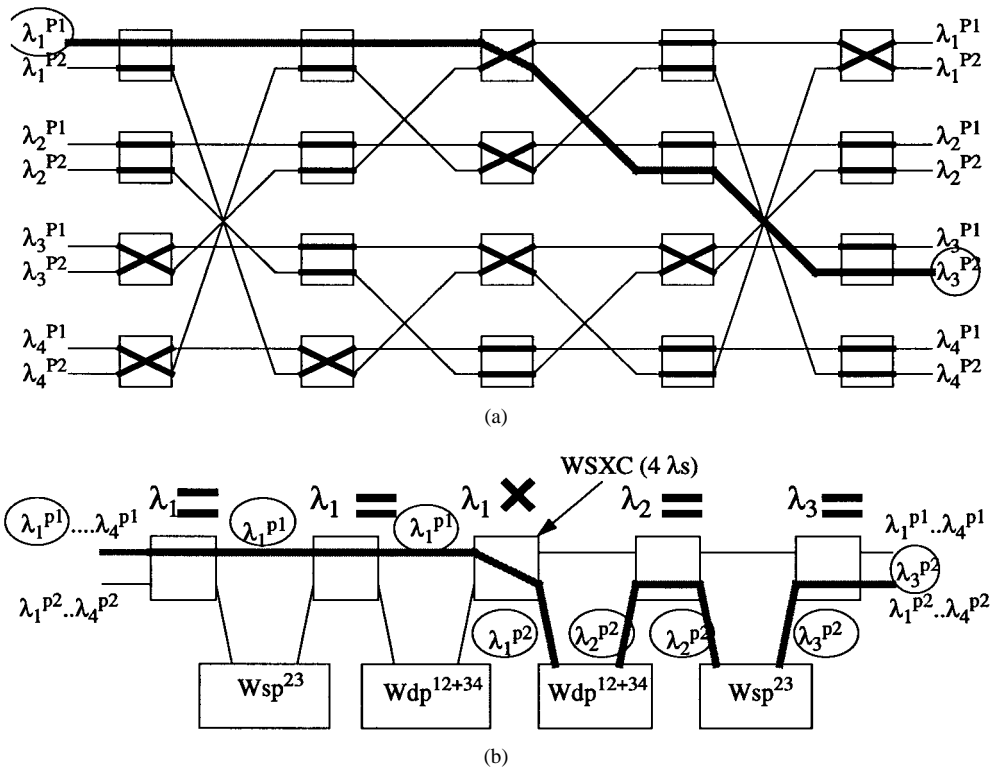 λ₁ᴾ¹ λ₁ᴾ¹
λ₁ᴾ² λ₁ᴾ²
λ₂ᴾ¹ λ₂ᴾ¹
λ₂ᴾ² λ₂ᴾ²
λ₃ᴾ¹ λ₃ᴾ¹
λ₃ᴾ² λ₃ᴾ²
λ₄ᴾ¹ λ₄ᴾ¹
λ₄ᴾ² λ₄ᴾ²
(a)
WSXC (4 λs)
λ₁ λ₁ λ₁ λ₂ λ₃
λ₁ᵖ¹....λ₄ᵖ¹ λ₁ᵖ¹ λ₁ᵖ¹ λ₁ᵖ¹..λ₄ᵖ¹
λ₃ᵖ²
λ₁ᵖ²..λ₄ᵖ² λ₁ᵖ²..λ₄ᵖ²
λ₁ᵖ² λ₂ᵖ² λ₂ᵖ² λ₃ᵖ²
Wsp²³ Wdp¹²⁺³⁴ Wdp¹²⁺³⁴ Wsp²³
(b)